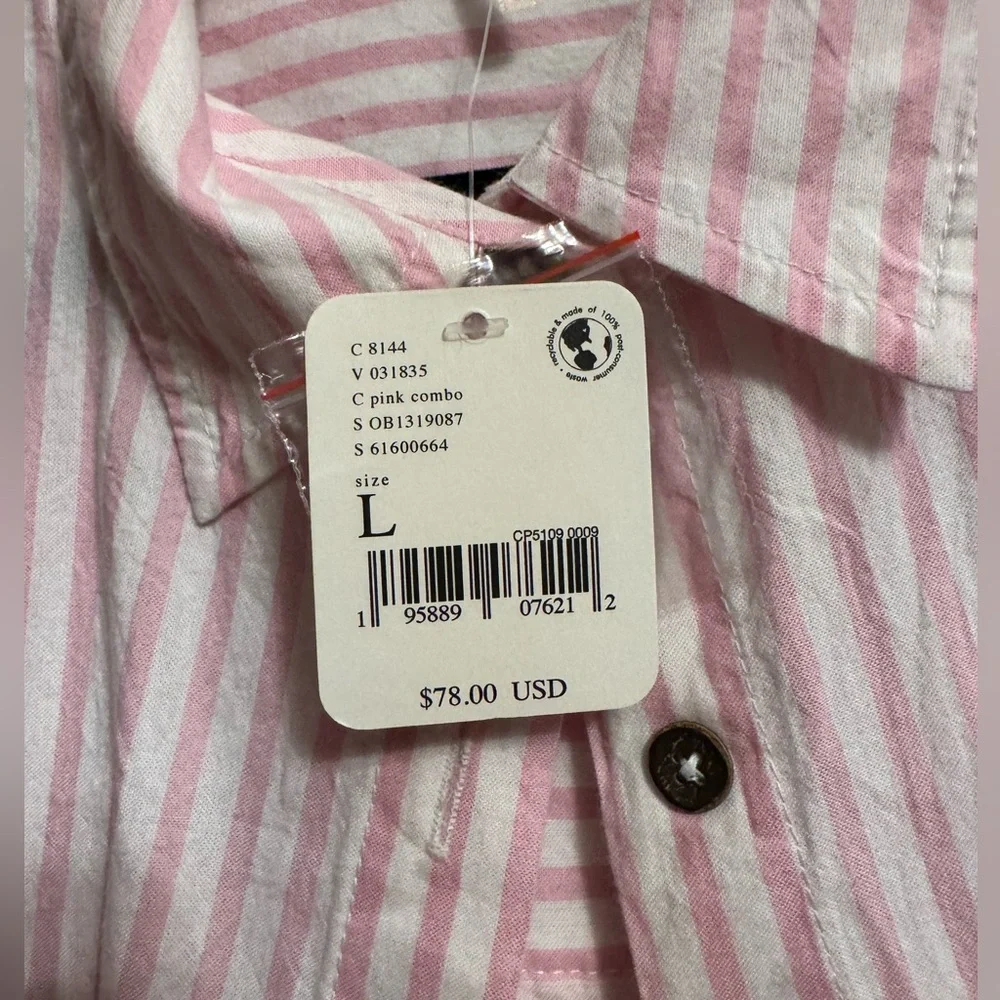 C 8144
V 031835
C pink combo
S OB1319087
S 61600664
recyclable & made of 100% post-consumer waste •
size
L
CP5109 0009
1 95889 07621 2
$78.00 USD